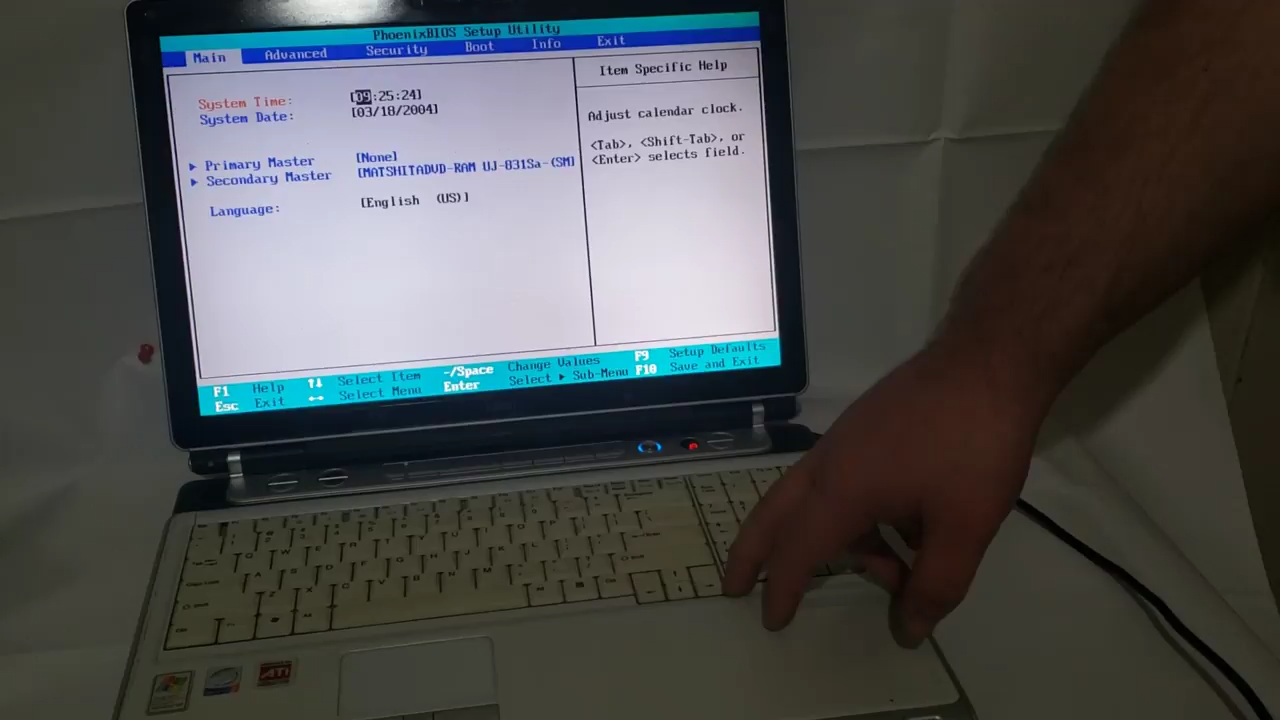 PhoenixBIOS Setup Utility
Main Advanced Security Boot Info Exit
Item Specific Help
System Time: [09:25:24]
System Date: [03/18/2004]
Adjust calendar clock.
<Tab>, <Shift-Tab>, or
<Enter> selects field.
Primary Master [None]
Secondary Master [MATSHITADVD-RAM UJ-831Sa-(SM]
Language: [English (US)]
F1 Help ↑↓ Select Item -/Space Change Values F9 Setup Defaults
Esc Exit ↔ Select Menu Enter Select ▸ Sub-Menu F10 Save and Exit
ATI